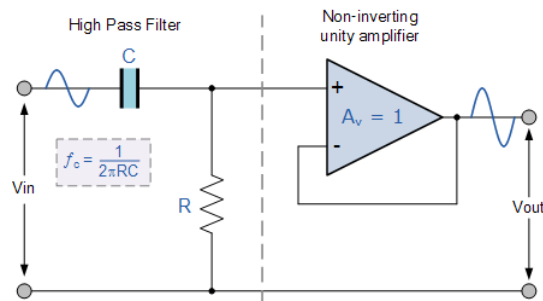 High Pass Filter
Non-inverting
unity amplifier
C
+
Aᵥ = 1
-
fc = 1
2πRC
Vin
R
Vout